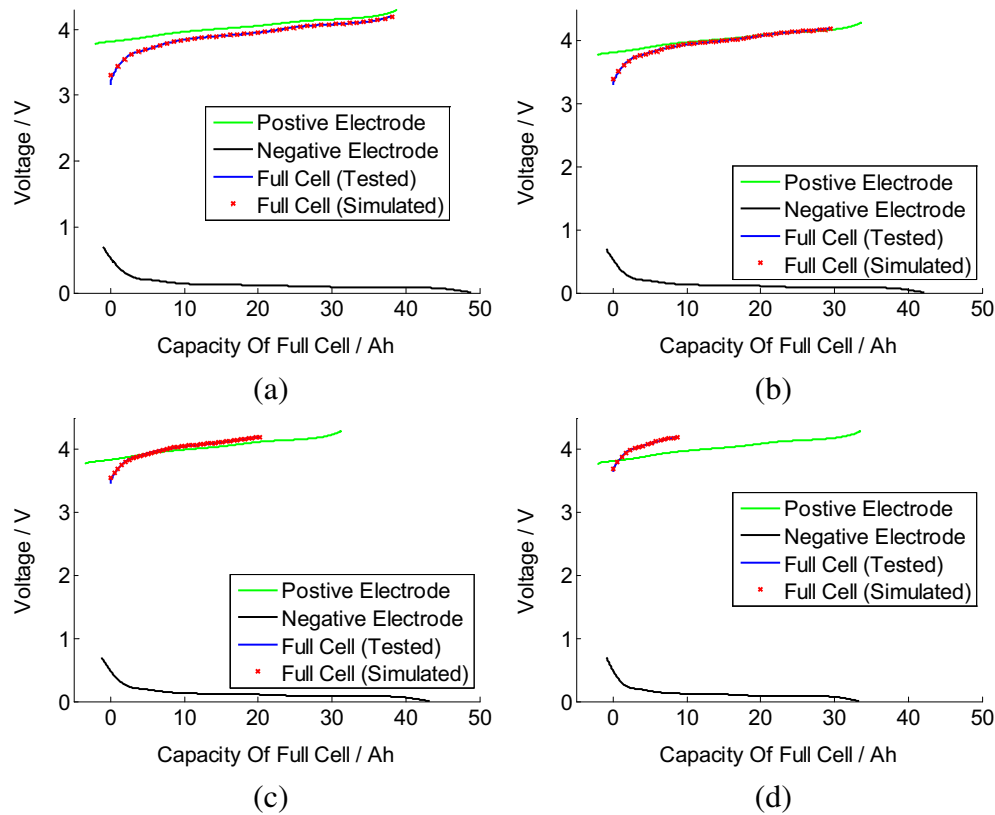 4
3
2
1
0
Voltage / V
Postive Electrode
Negative Electrode
Full Cell (Tested)
Full Cell (Simulated)
0 10 20 30 40 50
Capacity Of Full Cell / Ah
(a)
4
3
2
1
0
Voltage / V
Postive Electrode
Negative Electrode
Full Cell (Tested)
Full Cell (Simulated)
0 10 20 30 40 50
Capacity Of Full Cell / Ah
(b)
4
3
2
1
0
Voltage / V
Postive Electrode
Negative Electrode
Full Cell (Tested)
Full Cell (Simulated)
0 10 20 30 40 50
Capacity Of Full Cell / Ah
(c)
4
3
2
1
0
Voltage / V
Postive Electrode
Negative Electrode
Full Cell (Tested)
Full Cell (Simulated)
0 10 20 30 40 50
Capacity Of Full Cell / Ah
(d)